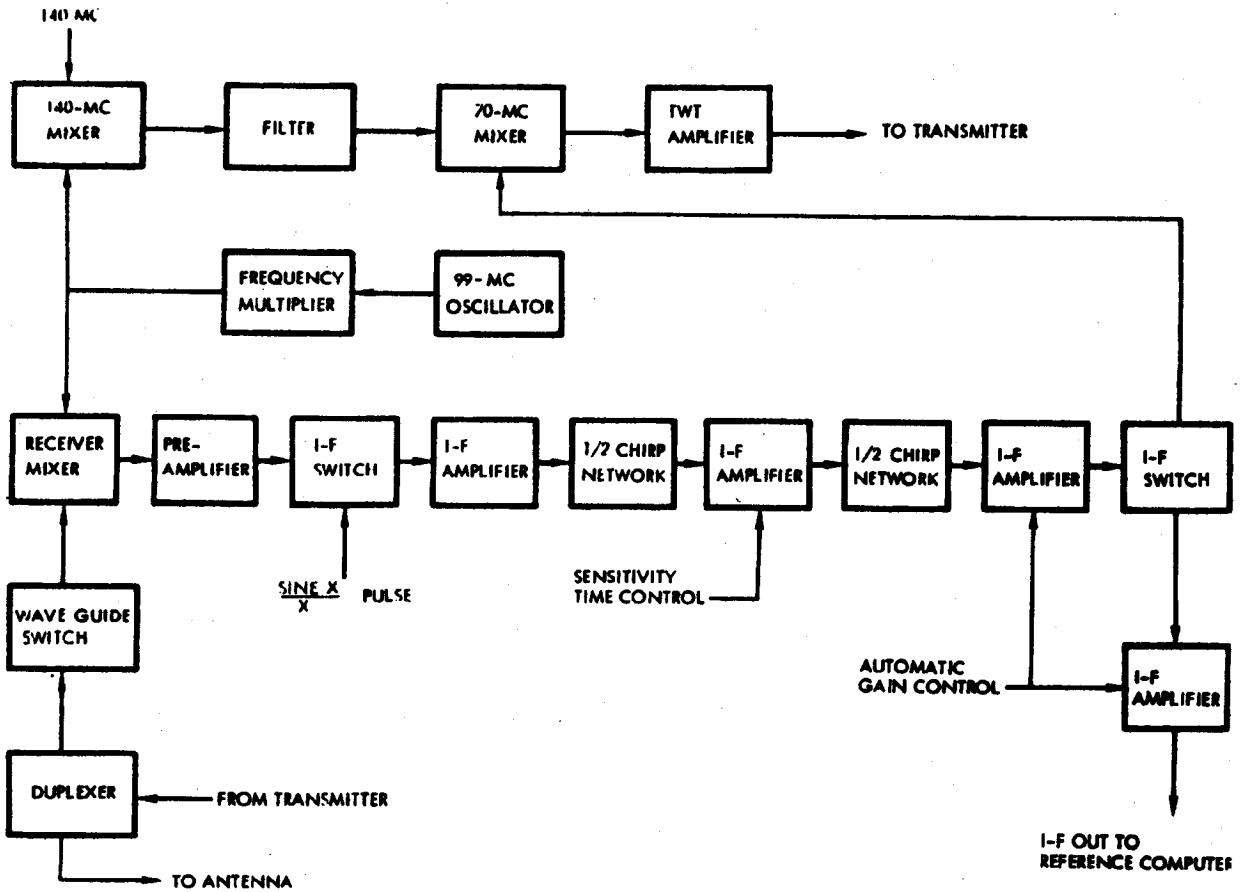 140 MC
140-MC
MIXER
FILTER
70-MC
MIXER
TWT
AMPLIFIER
TO TRANSMITTER
FREQUENCY
MULTIPLIER
99-MC
OSCILLATOR
RECEIVER
MIXER
PRE-
AMPLIFIER
I-F
SWITCH
I-F
AMPLIFIER
1/2 CHIRP
NETWORK
I-F
AMPLIFIER
1/2 CHIRP
NETWORK
I-F
AMPLIFIER
I-F
SWITCH
SINE X
X
PULSE
SENSITIVITY
TIME CONTROL
WAVE GUIDE
SWITCH
AUTOMATIC
GAIN CONTROL
I-F
AMPLIFIER
DUPLEXER
FROM TRANSMITTER
TO ANTENNA
I-F OUT TO
REFERENCE COMPUTER